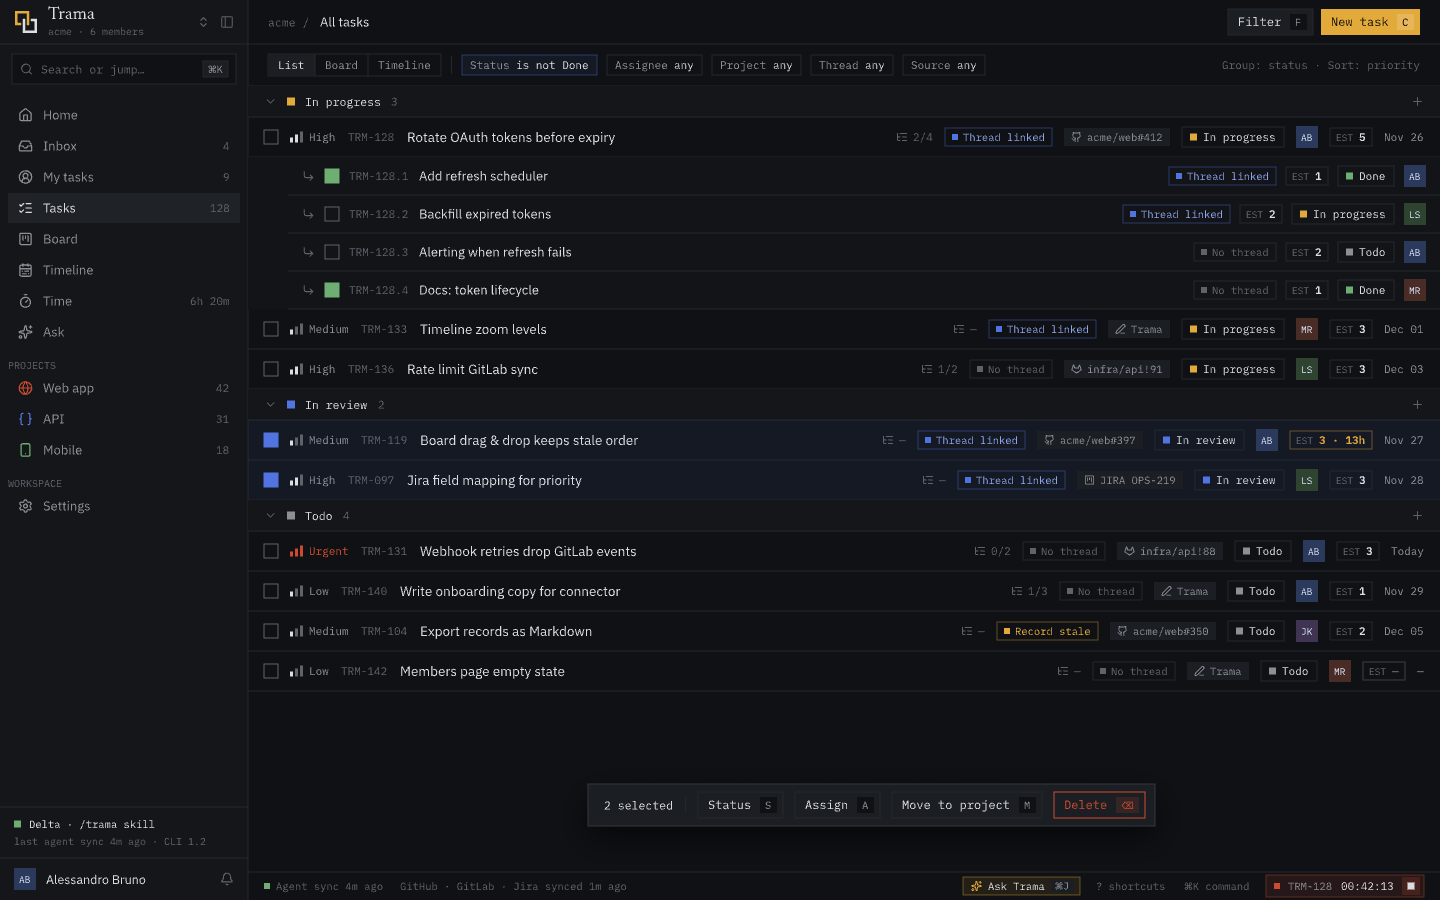 Trama
acme · 6 members
Search or jump… ⌘K
Home
Inbox 4
My tasks 9
Tasks 128
Board
Timeline
Time 6h 20m
Ask
PROJECTS
Web app 42
API 31
Mobile 18
WORKSPACE
Settings
Delta · /trama skill
last agent sync 4m ago · CLI 1.2
AB Alessandro Bruno
acme / All tasks Filter F New task C
List Board Timeline Status is not Done Assignee any Project any Thread any Source any Group: status · Sort: priority
In progress 3 +
High TRM-128 Rotate OAuth tokens before expiry 2/4 Thread linked acme/web#412 In progress AB EST 5 Nov 26
TRM-128.1 Add refresh scheduler Thread linked EST 1 Done AB
TRM-128.2 Backfill expired tokens Thread linked EST 2 In progress LS
TRM-128.3 Alerting when refresh fails No thread EST 2 Todo AB
TRM-128.4 Docs: token lifecycle No thread EST 1 Done MR
Medium TRM-133 Timeline zoom levels – Thread linked Trama In progress MR EST 3 Dec 01
High TRM-136 Rate limit GitLab sync 1/2 No thread infra/api!91 In progress LS EST 3 Dec 03
In review 2 +
Medium TRM-119 Board drag & drop keeps stale order – Thread linked acme/web#397 In review AB EST 3 · 13h Nov 27
High TRM-097 Jira field mapping for priority – Thread linked JIRA OPS-219 In review LS EST 3 Nov 28
Todo 4 +
Urgent TRM-131 Webhook retries drop GitLab events 0/2 No thread infra/api!88 Todo AB EST 3 Today
Low TRM-140 Write onboarding copy for connector 1/3 No thread Trama Todo AB EST 1 Nov 29
Medium TRM-104 Export records as Markdown – Record stale acme/web#350 Todo JK EST 2 Dec 05
Low TRM-142 Members page empty state – No thread Trama Todo MR EST – –
2 selected Status S Assign A Move to project M Delete ⌫
Agent sync 4m ago GitHub · GitLab · Jira synced 1m ago Ask Trama ⌘J ? shortcuts ⌘K command TRM-128 00:42:13